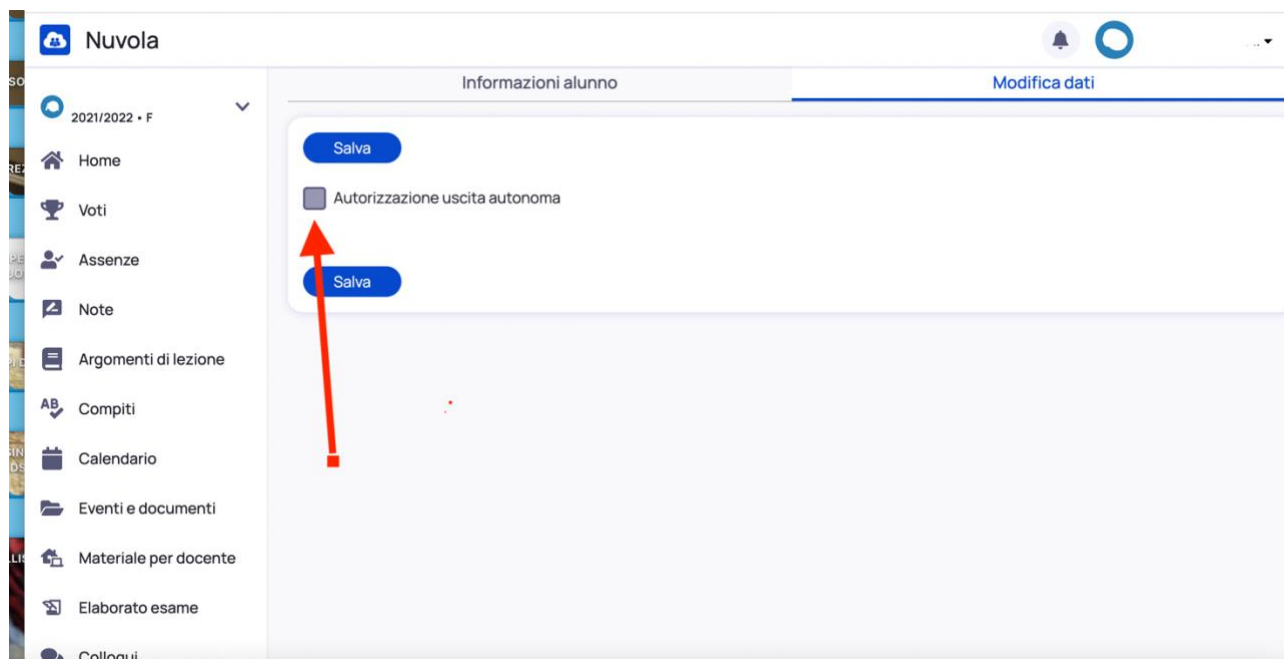 Nuvola
Informazioni alunno
Modifica dati
2021/2022 • F
Home
Voti
Assenze
Note
Argomenti di lezione
Compiti
Calendario
Eventi e documenti
Materiale per docente
Elaborato esame
Colloqui
Salva
Autorizzazione uscita autonoma
Salva